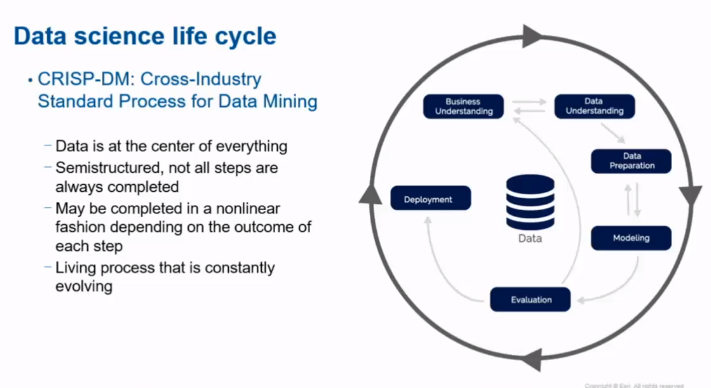 Data science life cycle
• CRISP-DM: Cross-Industry
Standard Process for Data Mining
– Data is at the center of everything
– Semistructured, not all steps are
always completed
– May be completed in a nonlinear
fashion depending on the outcome of
each step
– Living process that is constantly
evolving
Business
Understanding
Data
Understanding
Data
Preparation
Modeling
Evaluation
Deployment
Data
Copyright © Esri. All rights reserved.